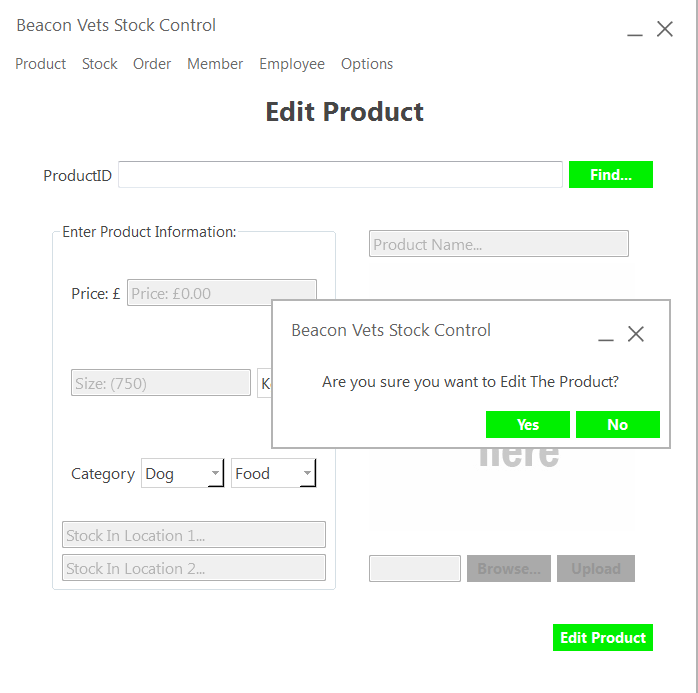 Beacon Vets Stock Control
Product Stock Order Member Employee Options
Edit Product
ProductID
Find...
Enter Product Information:
Product Name...
Price: £
Price: £0.00
Beacon Vets Stock Control
Are you sure you want to Edit The Product?
Yes No
Size: (750)
here
Category Dog Food
Stock In Location 1...
Stock In Location 2...
Browse... Upload
Edit Product